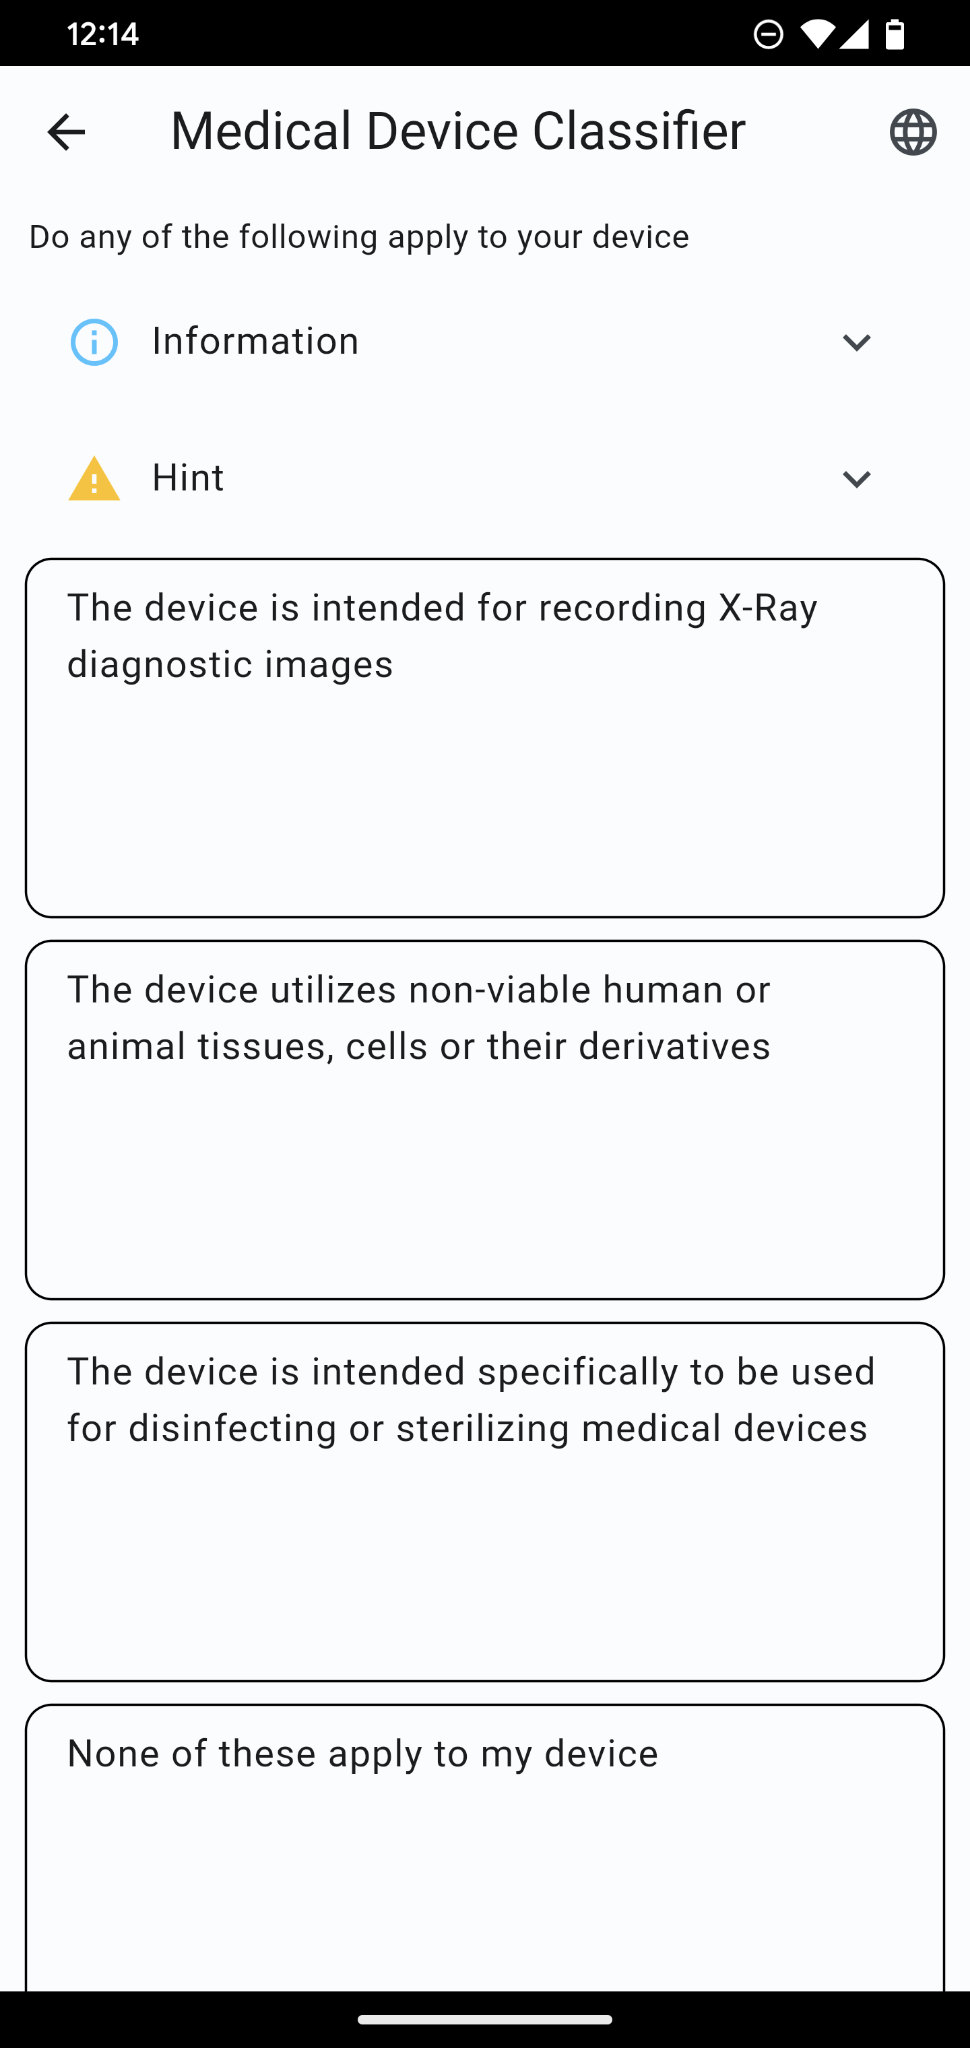 12:14
Medical Device Classifier
Do any of the following apply to your device
Information
Hint
The device is intended for recording X-Ray
diagnostic images
The device utilizes non-viable human or
animal tissues, cells or their derivatives
The device is intended specifically to be used
for disinfecting or sterilizing medical devices
None of these apply to my device